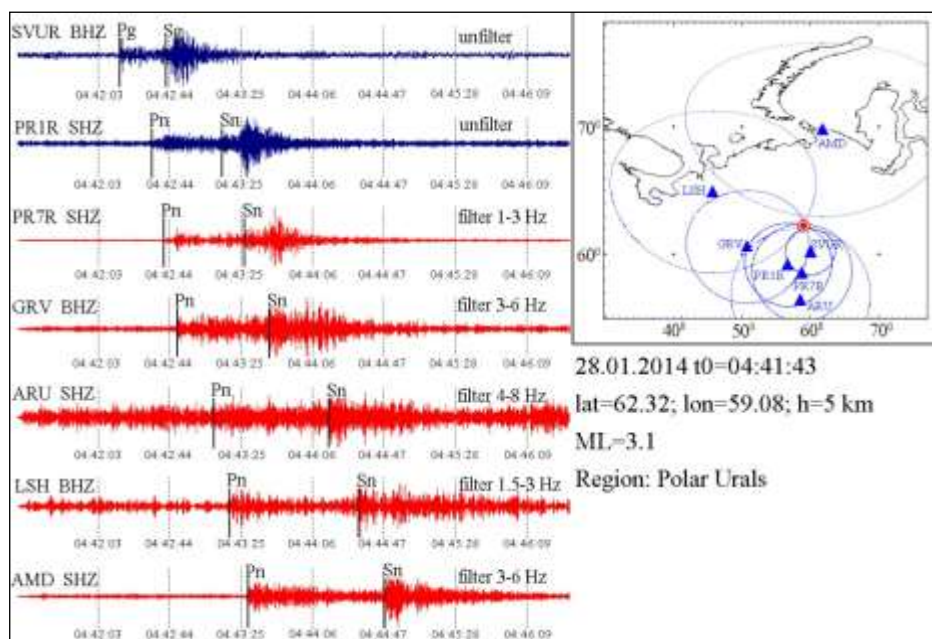 SVUR BHZ Pg Sg unfilter
04:42:03 04:42:44 04:43:25 04:44:06 04:44:47 04:45:28 04:46:09
PR1R SHZ Pn Sn unfilter
04:42:03 04:42:44 04:43:25 04:44:06 04:44:47 04:45:28 04:46:09
PR7R SHZ Pn Sn filter 1-3 Hz
04:42:03 04:42:44 04:43:25 04:44:06 04:44:47 04:45:28 04:46:09
GRV BHZ Pn Sn filter 3-6 Hz
04:42:03 04:42:44 04:43:25 04:44:06 04:44:47 04:45:28 04:46:09
ARU SHZ Pn Sn filter 4-8 Hz
04:42:03 04:42:44 04:43:25 04:44:06 04:44:47 04:45:28 04:46:09
LSH BHZ Pn Sn filter 1.5-3 Hz
04:42:03 04:42:44 04:43:25 04:44:06 04:44:47 04:45:28 04:46:09
AMD SHZ Pn Sn filter 3-6 Hz
04:42:03 04:42:44 04:43:25 04:44:06 04:44:47 04:45:28 04:46:09
70°
AMD
LSH
60°
GRV SVUR
PR1R
PR7R
ARU
40° 50° 60° 70°
28.01.2014 t0=04:41:43
lat=62.32; lon=59.08; h=5 km
ML=3.1
Region: Polar Urals